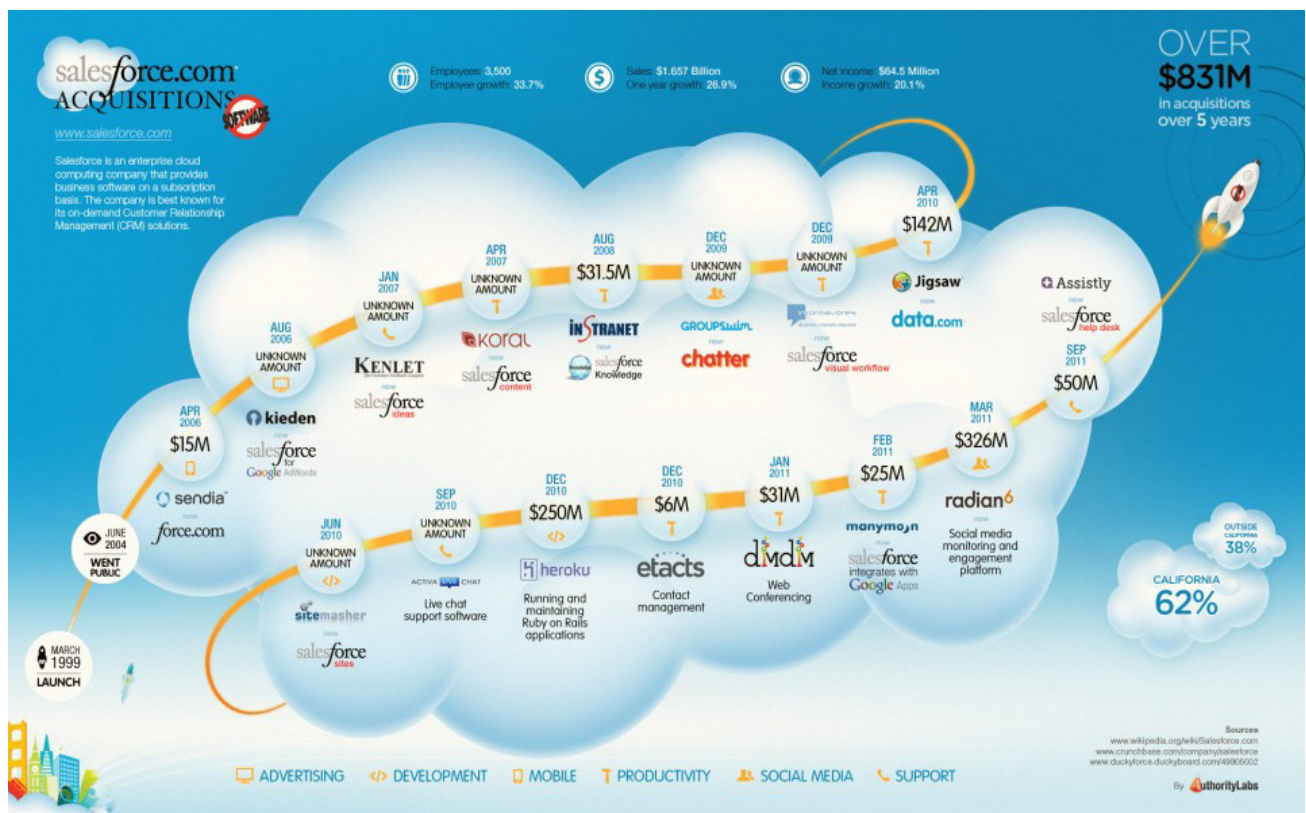 salesforce.com
ACQUISITIONS
SOFTWARE
www.salesforce.com
Salesforce is an enterprise cloud
computing company that provides
business software on a subscription
basis. The company is best known for
its on-demand Customer Relationship
Management (CRM) solutions.
Employees: 3,500
Employee growth: 33.7%
Sales: $1.657 Billion
One year growth: 26.9%
Net income: $64.5 Million
Income growth: 20.1%
OVER
$831M
in acquisitions
over 5 years
MARCH
1999
LAUNCH
JUNE
2004
WENT
PUBLIC
APR
2006
$15M
sendia
now
force.com
AUG
2006
UNKNOWN
AMOUNT
kieden
now
salesforce
for
Google AdWords
JAN
2007
UNKNOWN
AMOUNT
KENLET
now
salesforce
ideas
APR
2007
UNKNOWN
AMOUNT
KORAL
now
salesforce
content
AUG
2008
$31.5M
INSTRANET
now
Knowledge
salesforce
Knowledge
DEC
2009
UNKNOWN
AMOUNT
GROUPSwim
now
chatter
DEC
2009
UNKNOWN
AMOUNT
now
salesforce
visual workflow
APR
2010
$142M
Jigsaw
now
data.com
JUN
2010
UNKNOWN
AMOUNT
sitemasher
now
salesforce
sites
SEP
2010
UNKNOWN
AMOUNT
ACTIVA LIVE CHAT
Live chat
support software
DEC
2010
$250M
heroku
Running and
maintaining
Ruby on Rails
applications
DEC
2010
$6M
etacts
Contact
management
JAN
2011
$31M
dimdim
Web
Conferencing
FEB
2011
$25M
manymoon
now
salesforce
integrates with
Google Apps
MAR
2011
$326M
radian6
now
Social media
monitoring and
engagement
platform
Assistly
now
salesforce
help desk
SEP
2011
$50M
OUTSIDE
CALIFORNIA
38%
CALIFORNIA
62%
ADVERTISING
DEVELOPMENT
MOBILE
PRODUCTIVITY
SOCIAL MEDIA
SUPPORT
Sources
www.wikipedia.org/wiki/Salesforce.com
www.crunchbase.com/company/salesforce
www.duckyforce.duckyboard.com/49905002
By AuthorityLabs